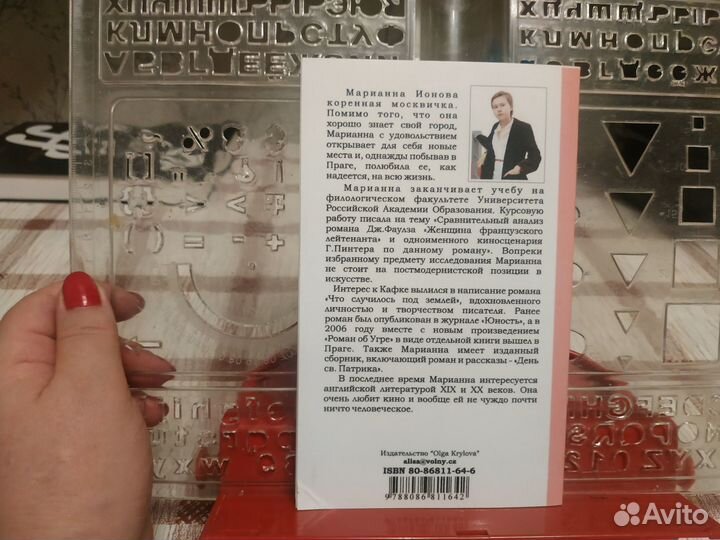 Марианна Ионова
коренная москвичка.
Помимо того, что она
хорошо знает свой город,
Марианна с удовольствием
открывает для себя новые
места и, однажды побывав в
Праге, полюбила ее, как
надеется, на всю жизнь.
Марианна заканчивает учебу на
филологическом факультете Университета
Российской Академии Образования. Курсовую
работу писала на тему «Сравнительный анализ
романа Дж.Фаулза «Женщина французского
лейтенанта» и одноименного киносценария
Г.Пинтера по данному роману». Вопреки
избранному предмету исследования Марианна
не стоит на постмодернистской позиции в
искусстве.
Интерес к Кафке вылился в написание романа
«Что случилось под землей», вдохновленного
личностью и творчеством писателя. Ранее
роман был опубликован в журнале «Юность», а в
2006 году вместе с новым произведением
«Роман об Угре» в виде отдельной книги вышел в
Праге. Также Марианна имеет изданный
сборник, включающий роман и рассказы - «День
св. Патрика».
В последнее время Марианна интересуется
английской литературой XIX и XX веков. Она
очень любит кино и вообще ей не чуждо почти
ничто человеческое.
Издательство "Olga Krylova"
alisa@volny.cz
ISBN 80-86811-64-6
9 788086 811642
Avito